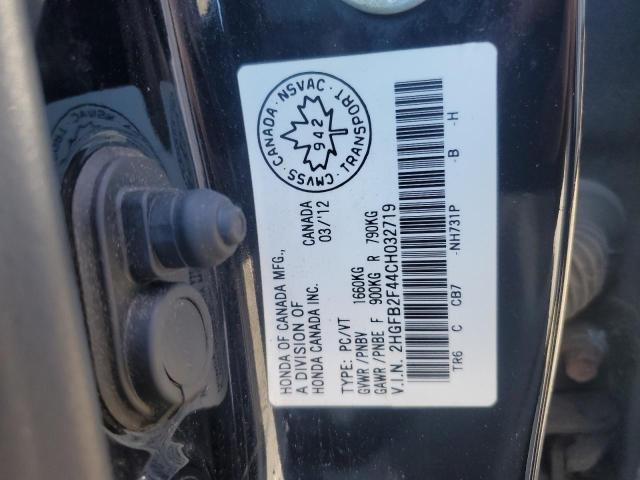 CMVSS · CANADA · NSVAC · TRANSPORT
942
HONDA OF CANADA MFG., CANADA
A DIVISION OF 03/12
HONDA CANADA INC.
TYPE: PC/VT
GVWR /PNBV 1660KG
GAWR /PNBE F 900KG R 790KG
V.I.N. 2HGFB2F44CH032719
TR6 C CB7 -NH731P -B -H